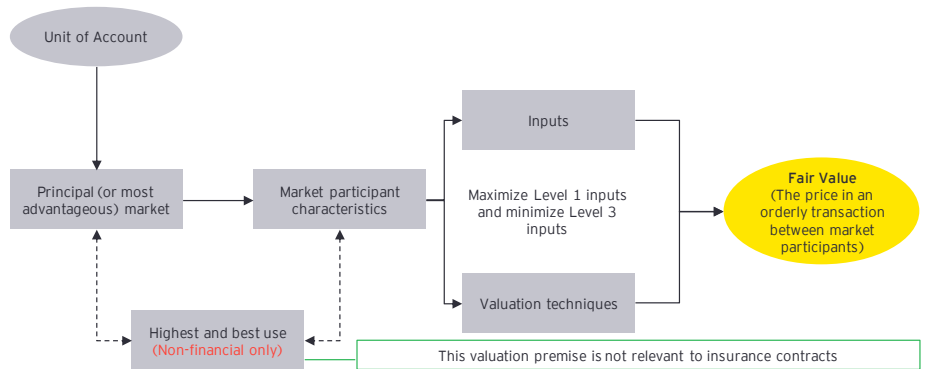 Unit of Account
Principal (or most
advantageous) market
Market participant
characteristics
Inputs
Maximize Level 1 inputs
and minimize Level 3
inputs
Valuation techniques
Fair Value
(The price in an
orderly transaction
between market
participants)
Highest and best use
(Non-financial only)
This valuation premise is not relevant to insurance contracts